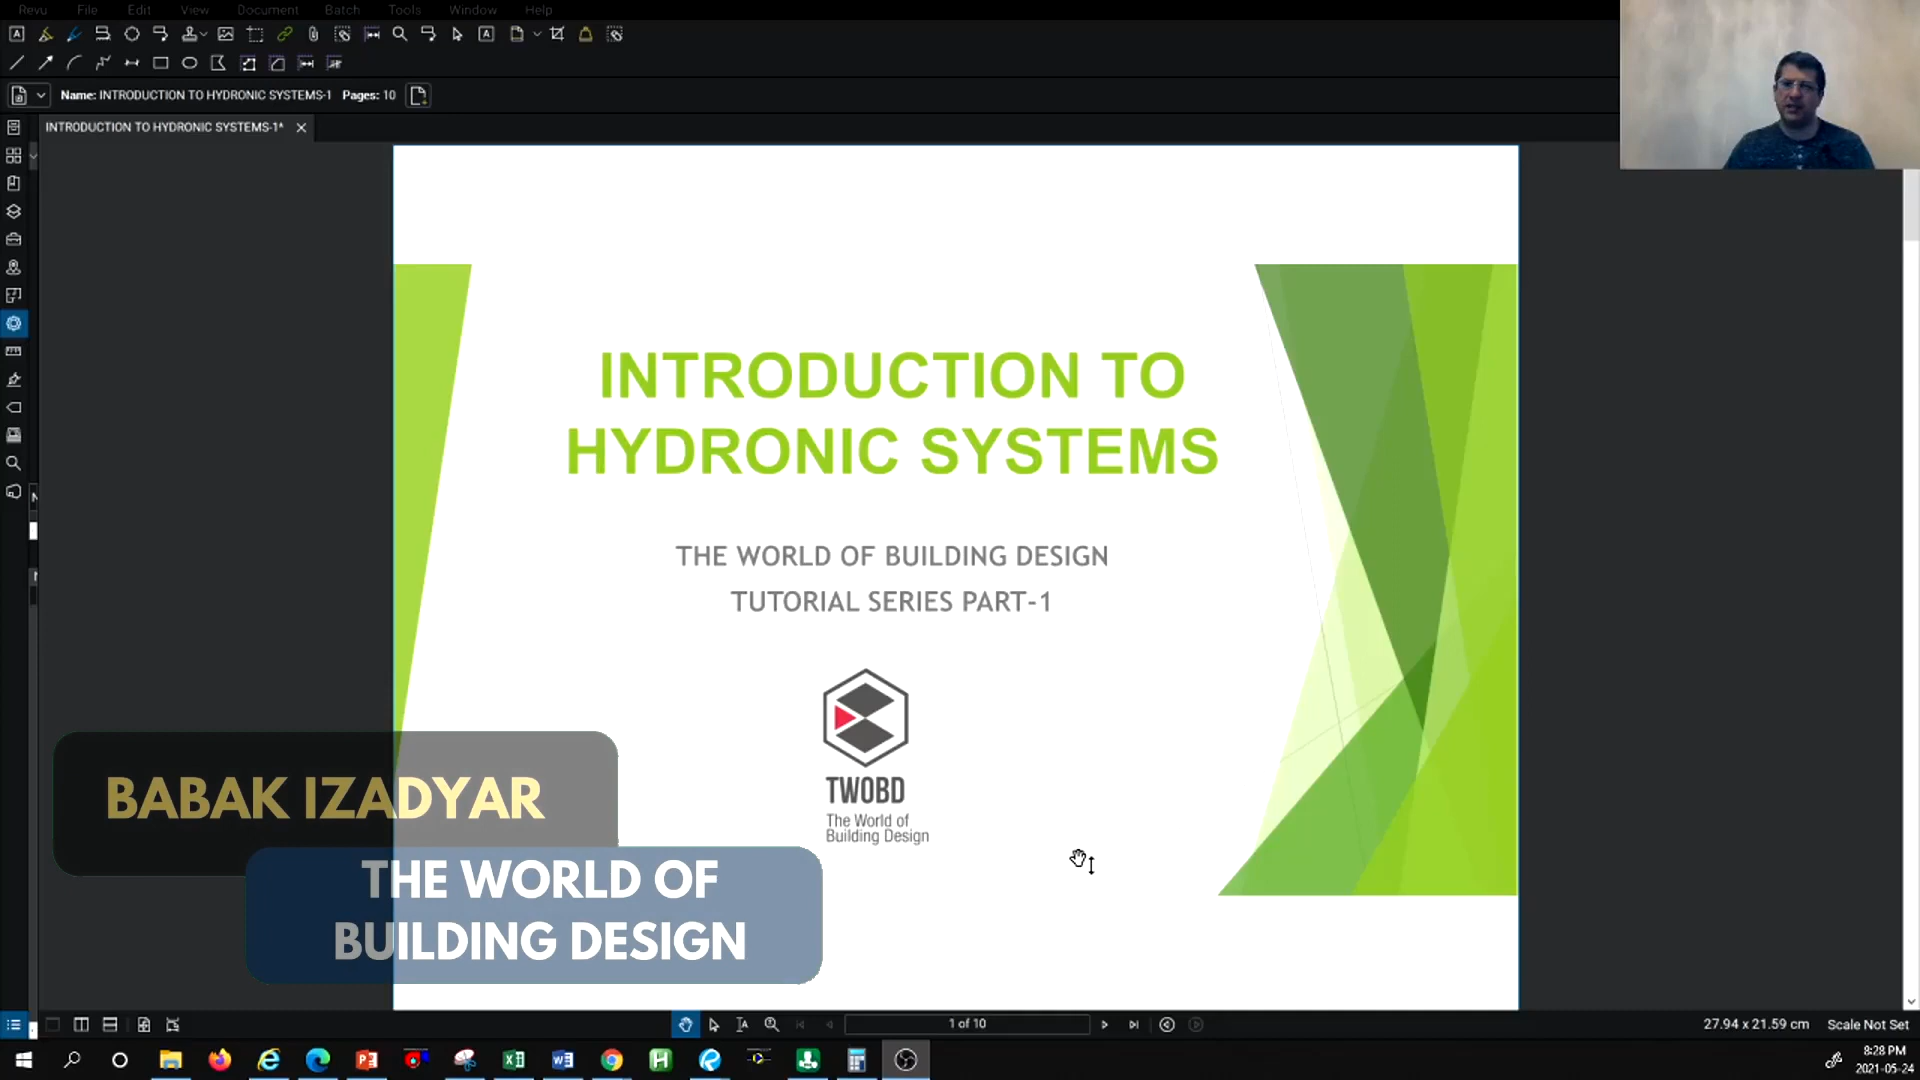 Revu File Edit View Document Batch Tools Window Help
Name: INTRODUCTION TO HYDRONIC SYSTEMS-1 Pages: 10
INTRODUCTION TO HYDRONIC SYSTEMS-1*
INTRODUCTION TO
HYDRONIC SYSTEMS
THE WORLD OF BUILDING DESIGN
TUTORIAL SERIES PART-1
TWOBD
The World of
Building Design
BABAK IZADYAR
THE WORLD OF
BUILDING DESIGN
1 of 10
27.94 x 21.59 cm Scale Not Set
8:28 PM
2021-05-24